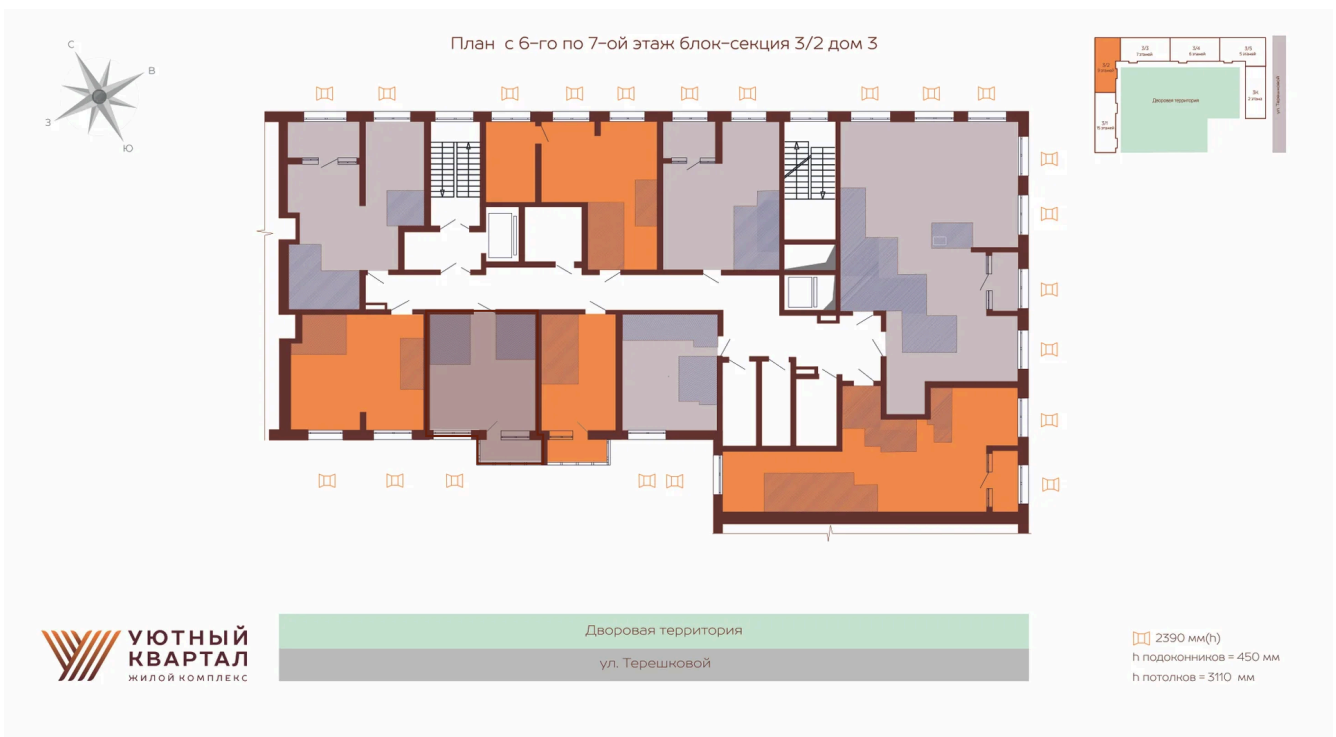 План с 6-го по 7-ой этаж блок-секция 3/2 дом 3
С
В
З
Ю
3/2
3/3
7 этажей
3/4
3/5
3/1
Дворовая территория
ул. Терешковой
Дворовая территория
ул. Терешковой
УЮТНЫЙ
КВАРТАЛ
ЖИЛОЙ КОМПЛЕКС
2390 мм(h)
h подоконников = 450 мм
h потолков = 3110 мм